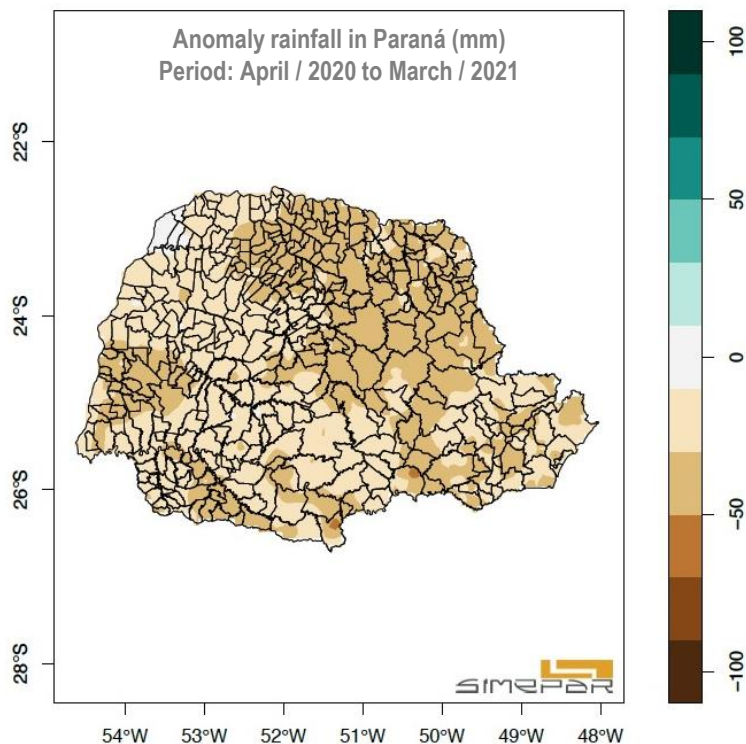 Anomaly rainfall in Paraná (mm)
Period: April / 2020 to March / 2021
22°S
24°S
26°S
28°S
54°W 53°W 52°W 51°W 50°W 49°W 48°W
100
50
0
−50
−100
SIMEPAR